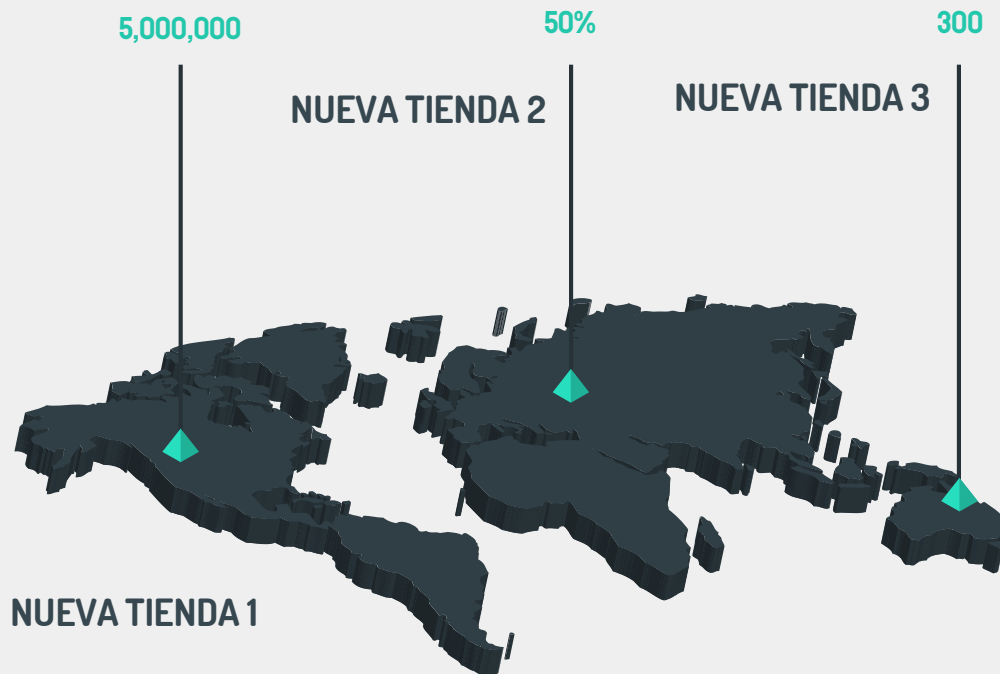 5,000,000
50%
300
NUEVA TIENDA 2
NUEVA TIENDA 3
NUEVA TIENDA 1